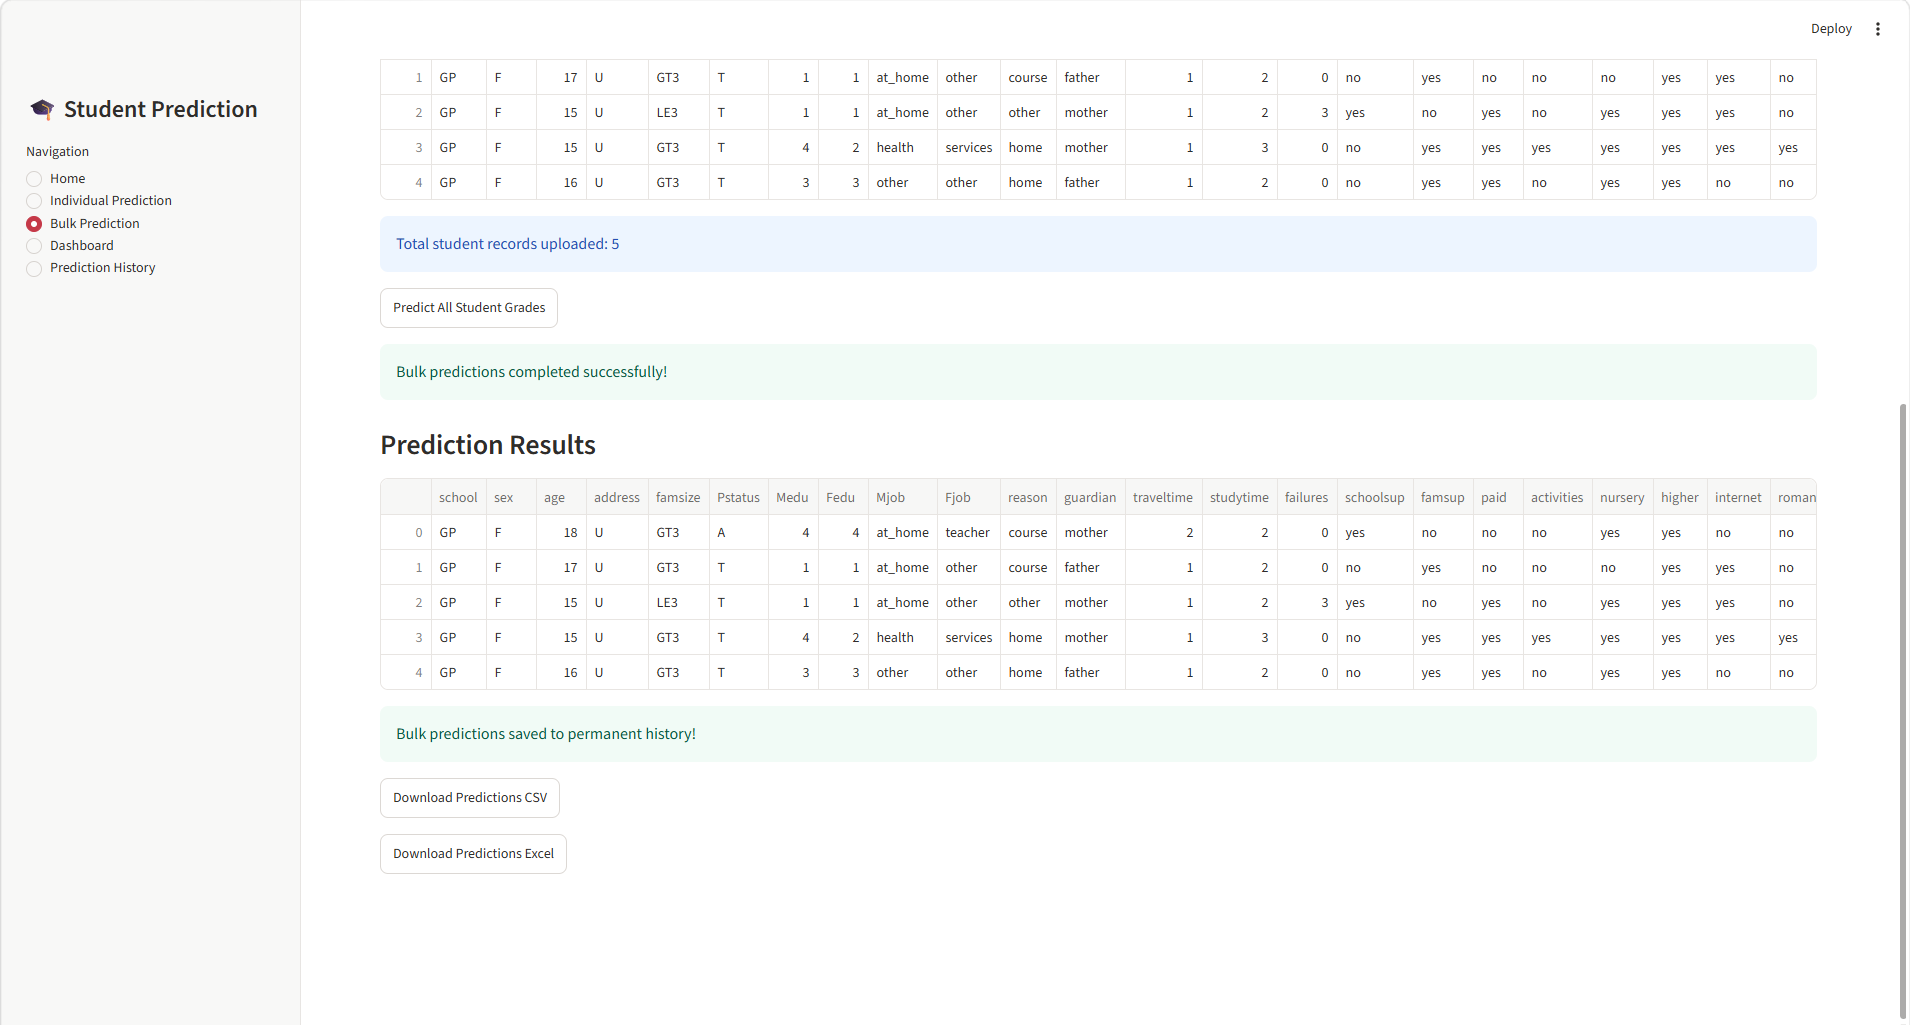 Deploy
Student Prediction
Navigation
Home
Individual Prediction
Bulk Prediction
Dashboard
Prediction History
1 GP F 17 U GT3 T 1 1 at_home other course father 1 2 0 no yes no no no yes yes no
2 GP F 15 U LE3 T 1 1 at_home other other mother 1 2 3 yes no yes no yes yes yes no
3 GP F 15 U GT3 T 4 2 health services home mother 1 3 0 no yes yes yes yes yes yes yes
4 GP F 16 U GT3 T 3 3 other other home father 1 2 0 no yes yes no yes yes no no
Total student records uploaded: 5
Predict All Student Grades
Bulk predictions completed successfully!
Prediction Results
school sex age address famsize Pstatus Medu Fedu Mjob Fjob reason guardian traveltime studytime failures schoolsup famsup paid activities nursery higher internet roman
0 GP F 18 U GT3 A 4 4 at_home teacher course mother 2 2 0 yes no no no yes yes no no
1 GP F 17 U GT3 T 1 1 at_home other course father 1 2 0 no yes no no no yes yes no
2 GP F 15 U LE3 T 1 1 at_home other other mother 1 2 3 yes no yes no yes yes yes no
3 GP F 15 U GT3 T 4 2 health services home mother 1 3 0 no yes yes yes yes yes yes yes
4 GP F 16 U GT3 T 3 3 other other home father 1 2 0 no yes yes no yes yes no no
Bulk predictions saved to permanent history!
Download Predictions CSV
Download Predictions Excel